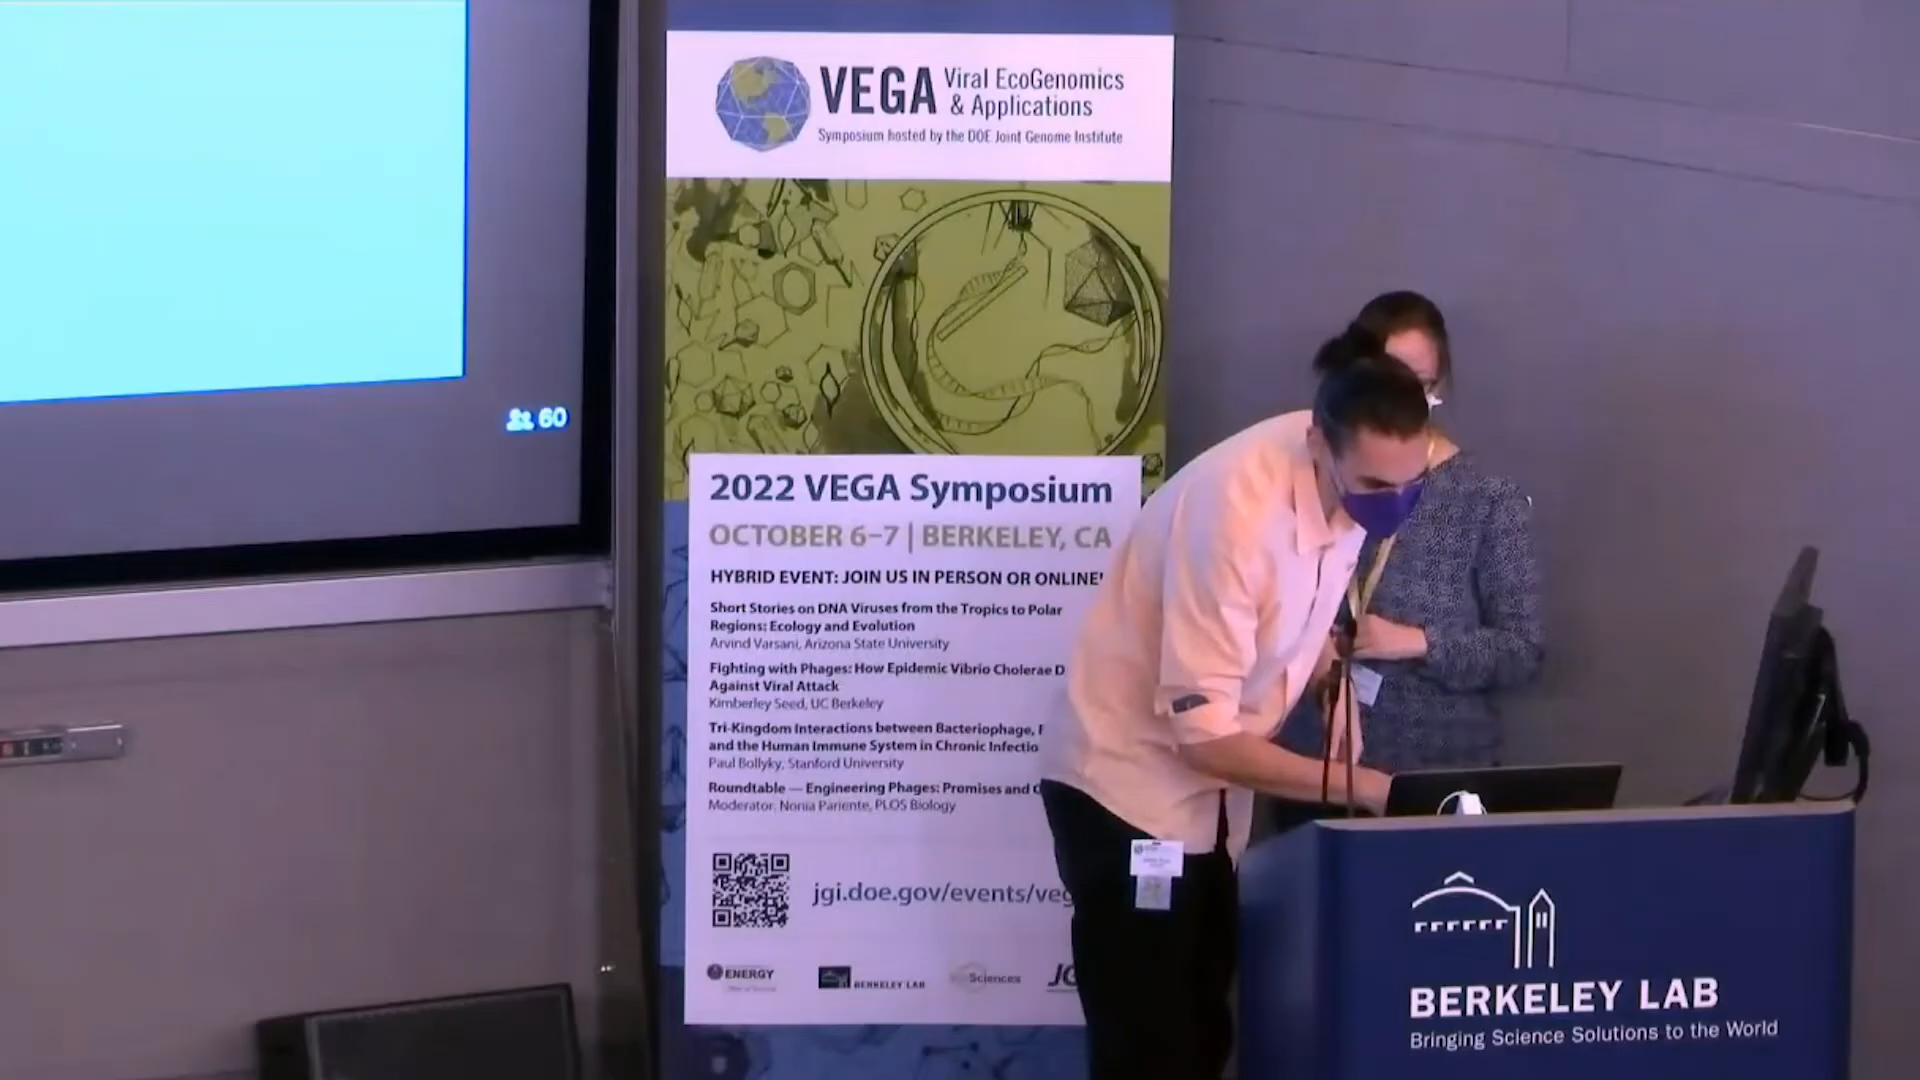 VEGA Viral EcoGenomics
& Applications
Symposium hosted by the DOE Joint Genome Institute
60
2022 VEGA Symposium
OCTOBER 6–7 | BERKELEY, CA
HYBRID EVENT: JOIN US IN PERSON OR ONLINE!
Short Stories on DNA Viruses from the Tropics to Polar
Regions: Ecology and Evolution
Arvind Varsani, Arizona State University
Fighting with Phages: How Epidemic Vibrio Cholerae D
Against Viral Attack
Kimberley Seed, UC Berkeley
Tri-Kingdom Interactions between Bacteriophage,
and the Human Immune System in Chronic Infectio
Paul Bollyky, Stanford University
Roundtable — Engineering Phages: Promises and
Moderator: Nonia Pariente, PLOS Biology
jgi.doe.gov/events/veg
ENERGY
BERKELEY LAB
Sciences
JG
BERKELEY LAB
Bringing Science Solutions to the World